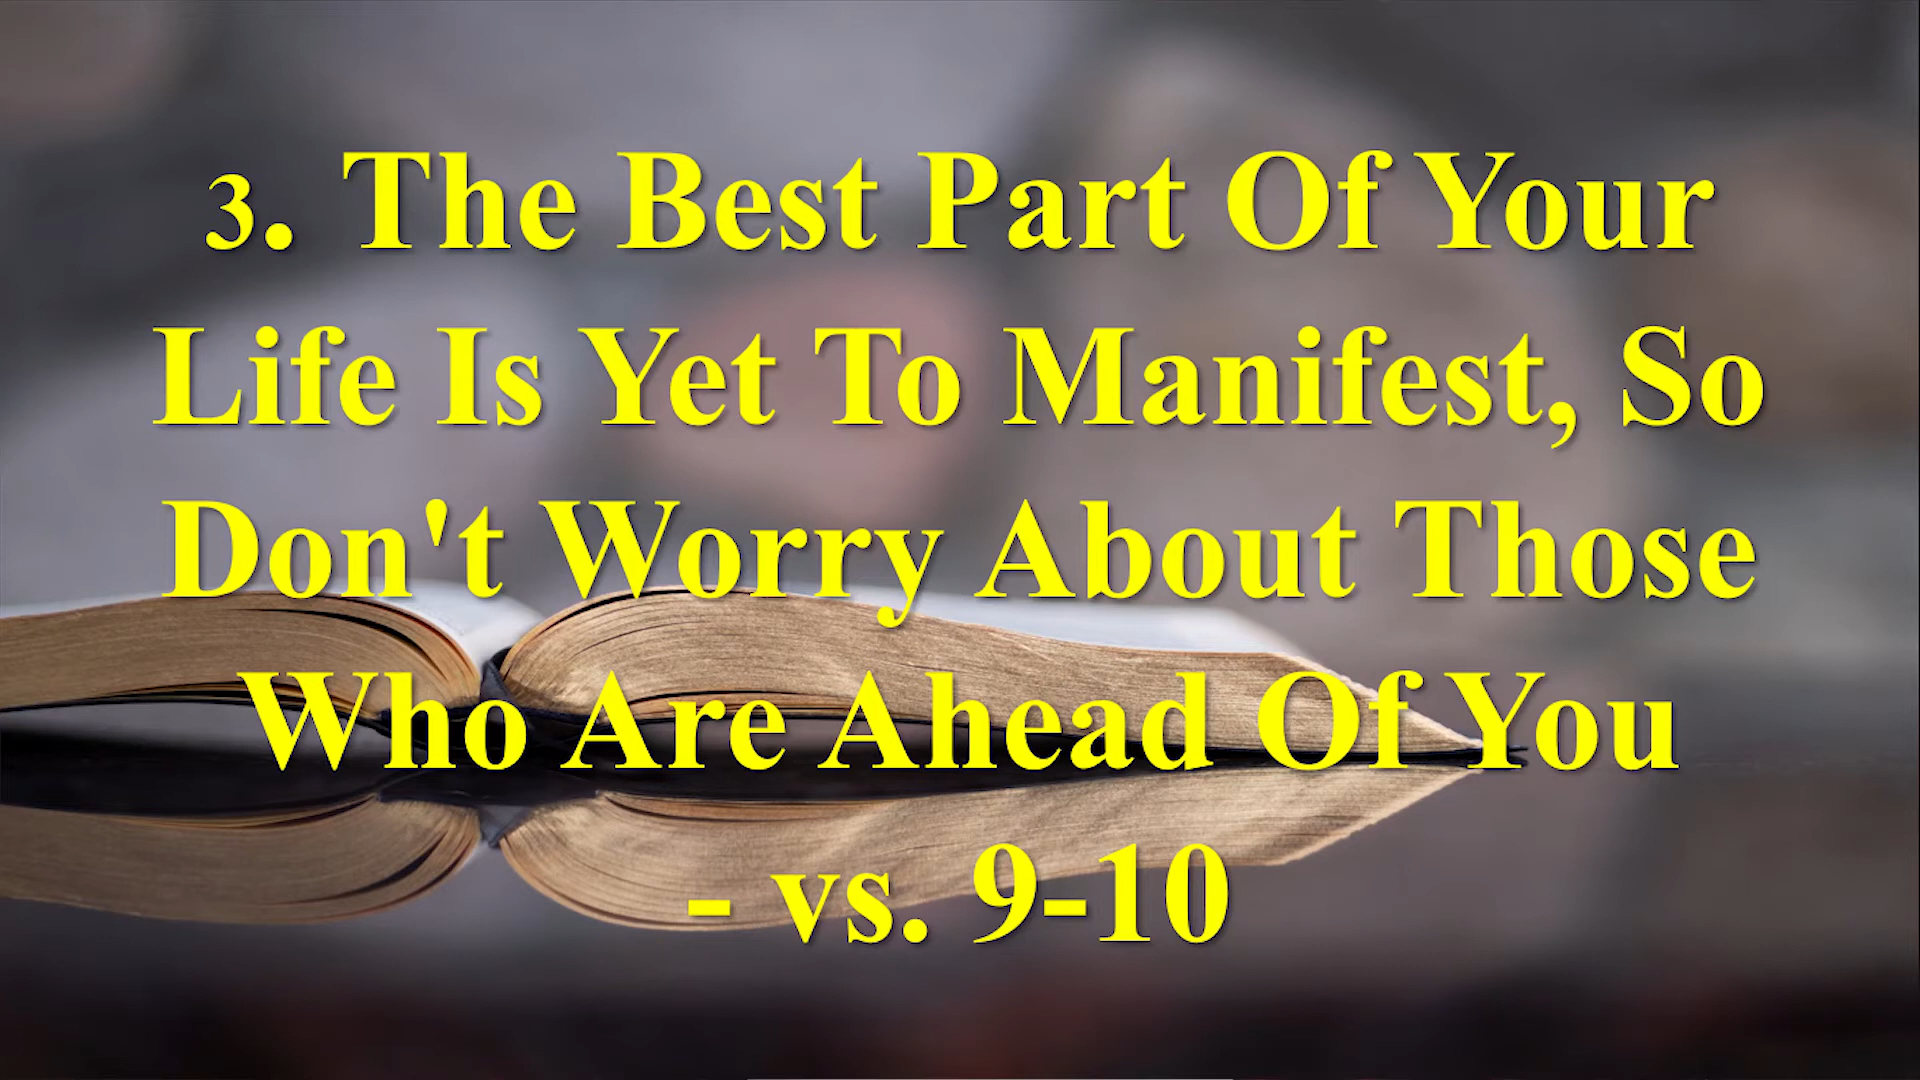 3. The Best Part Of Your
Life Is Yet To Manifest, So
Don't Worry About Those
Who Are Ahead Of You
- vs. 9-10